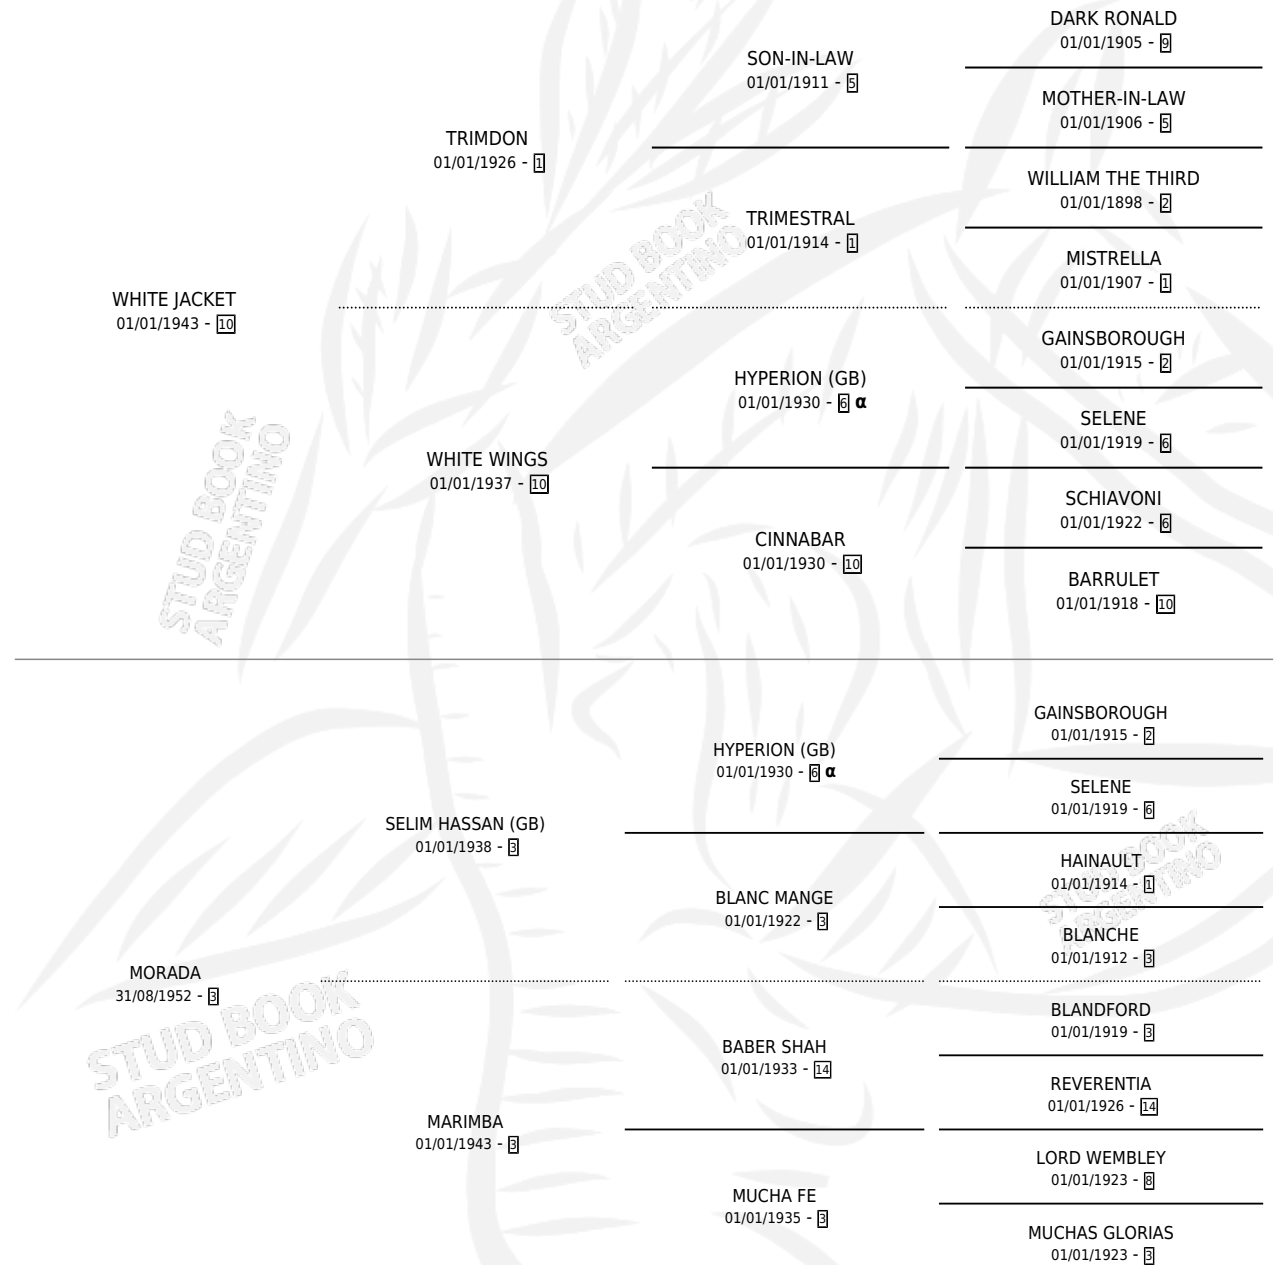 DARK RONALD
01/01/1905 - 9
SON-IN-LAW
01/01/1911 - 5
MOTHER-IN-LAW
01/01/1906 - 5
TRIMDON
01/01/1926 - 1
WILLIAM THE THIRD
01/01/1898 - 2
TRIMESTRAL
01/01/1914 - 1
MISTRELLA
01/01/1907 - 1
WHITE JACKET
01/01/1943 - 10
GAINSBOROUGH
01/01/1915 - 2
HYPERION (GB)
01/01/1930 - 6 α
SELENE
01/01/1919 - 6
WHITE WINGS
01/01/1937 - 10
SCHIAVONI
01/01/1922 - 6
CINNABAR
01/01/1930 - 10
BARRULET
01/01/1918 - 10
GAINSBOROUGH
01/01/1915 - 2
HYPERION (GB)
01/01/1930 - 6 α
SELENE
01/01/1919 - 6
SELIM HASSAN (GB)
01/01/1938 - 3
HAINAULT
01/01/1914 - 1
BLANC MANGE
01/01/1922 - 3
BLANCHE
01/01/1912 - 3
MORADA
31/08/1952 - 3
BLANDFORD
01/01/1919 - 3
BABER SHAH
01/01/1933 - 14
REVERENTIA
01/01/1926 - 14
MARIMBA
01/01/1943 - 3
LORD WEMBLEY
01/01/1923 - 8
MUCHA FE
01/01/1935 - 3
MUCHAS GLORIAS
01/01/1923 - 3
STUD BOOK
ARGENTINO
STUD BOOK
ARGENTINO
STUD BOOK
ARGENTINO
STUD BOOK
ARGENTINO